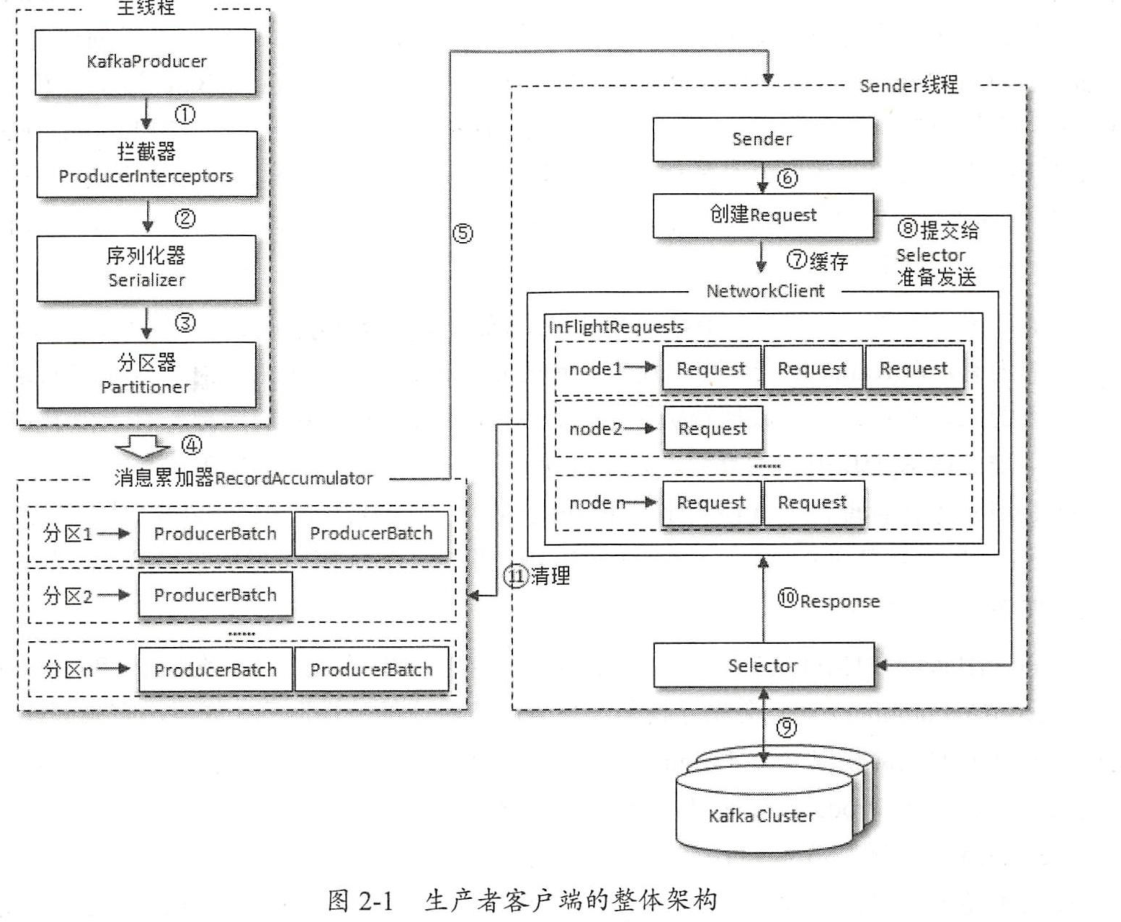 主线程
KafkaProducer
①
拦截器
ProducerInterceptors
②
序列化器
Serializer
③
分区器
Partitioner
④
消息累加器RecordAccumulator
分区1
ProducerBatch
ProducerBatch
分区2
ProducerBatch
......
分区n
ProducerBatch
ProducerBatch
⑤
Sender线程
Sender
⑥
创建Request
⑦缓存
⑧提交给
Selector
准备发送
NetworkClient
InFlightRequests
node1
Request
Request
Request
node2
Request
......
node n
Request
Request
⑪清理
⑩Response
Selector
⑨
Kafka Cluster
图 2-1 生产者客户端的整体架构